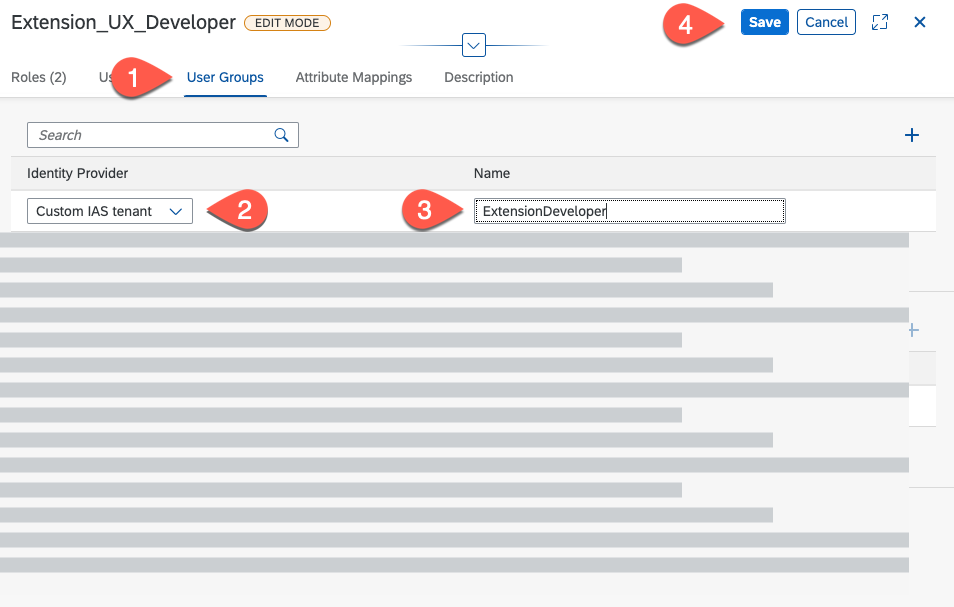 Extension_UX_Developer EDIT MODE 4 Save Cancel
Roles (2) 1 User Groups Attribute Mappings Description
Search
Identity Provider Name
Custom IAS tenant 2 3 ExtensionDeveloper